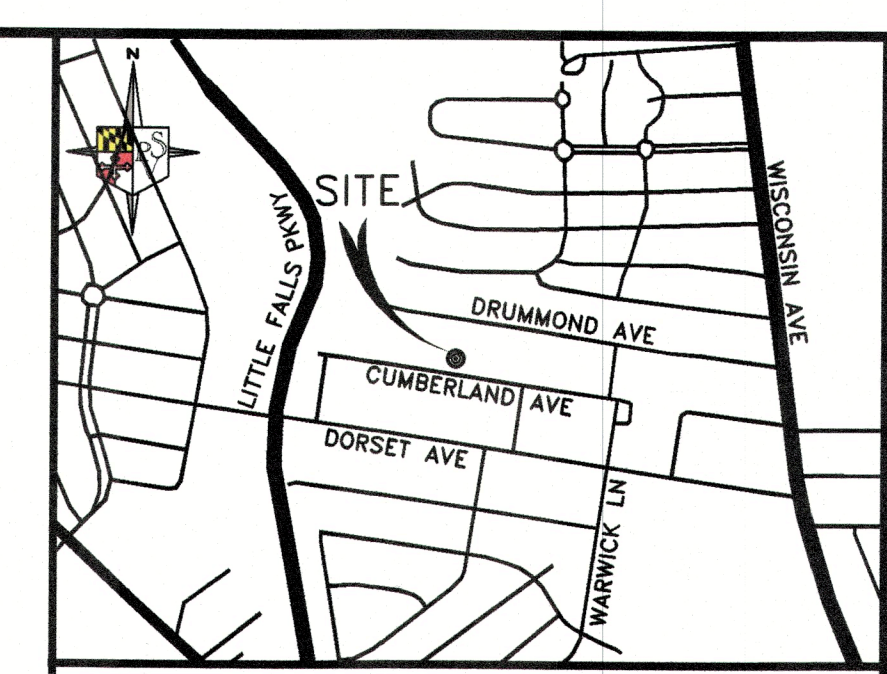 N
SITE
LITTLE FALLS PKWY
WISCONSIN AVE
DRUMMOND AVE
CUMBERLAND AVE
DORSET AVE
WARWICK LN